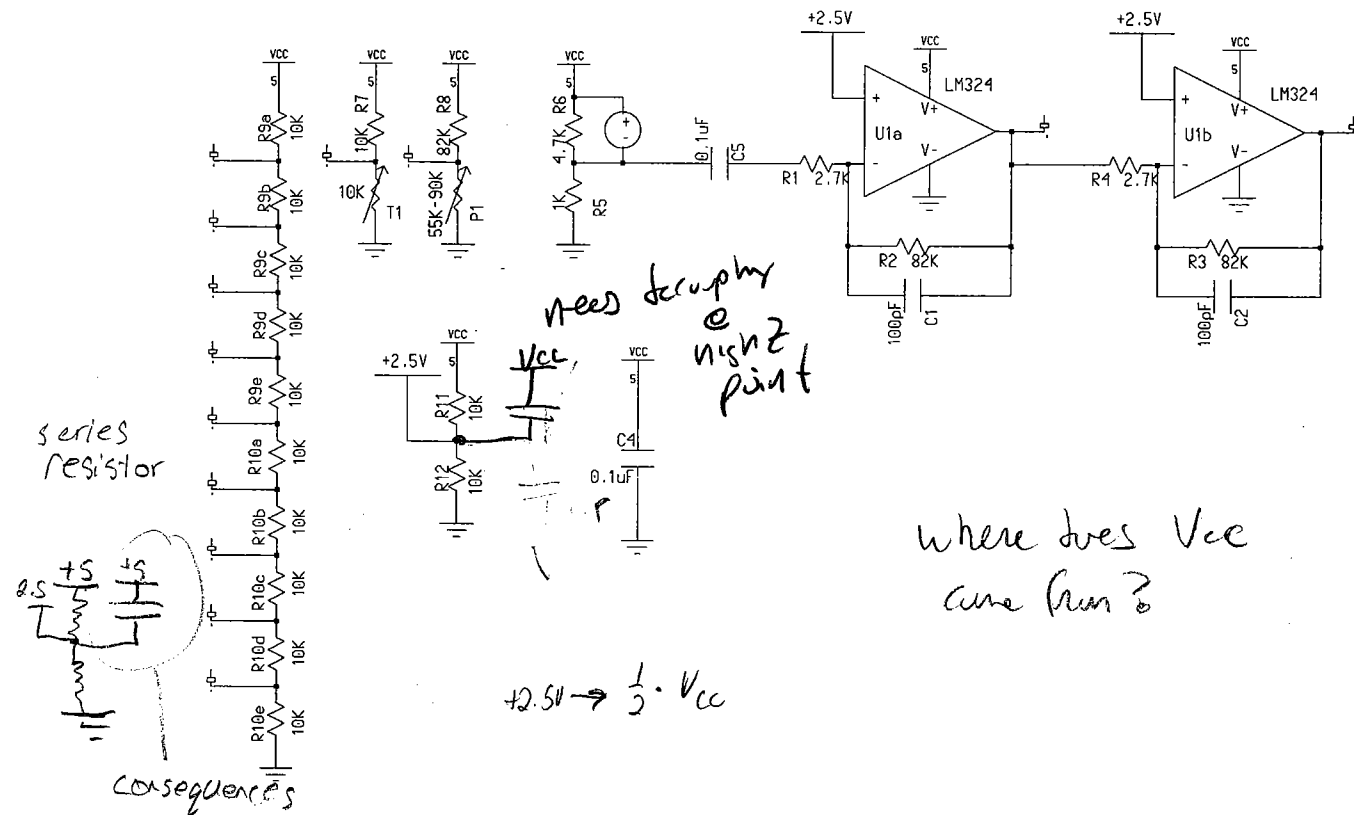 +2.5V
+2.5V
VCC
VCC
VCC
VCC
VCC
VCC
5
5
5
5
5
5
LM324
LM324
R9a
10K
R7
10K
R8
82K
R6
4.7K
0.1uF
C5
+
-
+
U1a
V+
V-
-
+
U1b
V+
V-
-
R1 2.7K
R4 2.7K
R9b
10K
10K
T1
55K-90K
P1
1K
R5
R9c
10K
R2 82K
R3 82K
100pF
C1
100pF
C2
R9d
10K
need
@
high Z
point
+2.5V
VCC
5
Vcc
VCC
5
R9e
10K
R11
10K
C4
0.1uF
R12
10K
series
resistor
R10a
10K
R10b
10K
where does Vcc
come from?
2.5
+5
+5
R10c
10K
R10d
10K
+2.5V → 1/2 · Vcc
R10e
10K
consequences